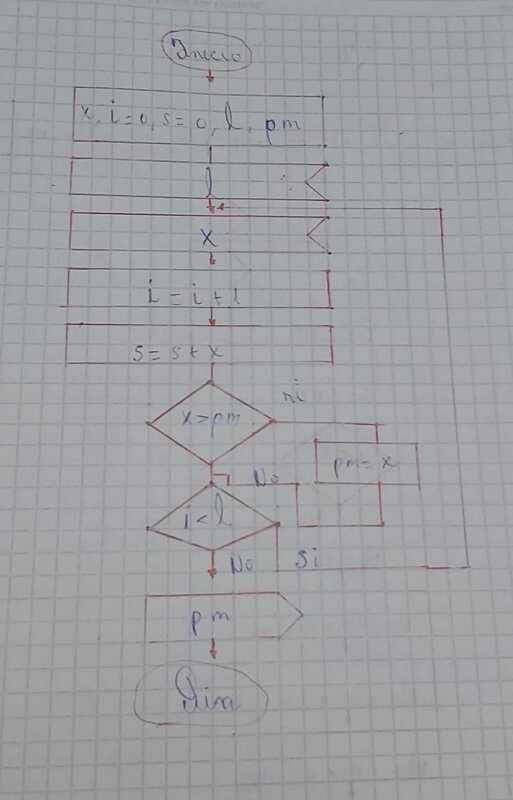 Inicio
x, i=0, s=0, l, pm
l
x
i = i + 1
s = s + x
x > pm
si
pm = x
No
i < l
No
Si
pm
Fin